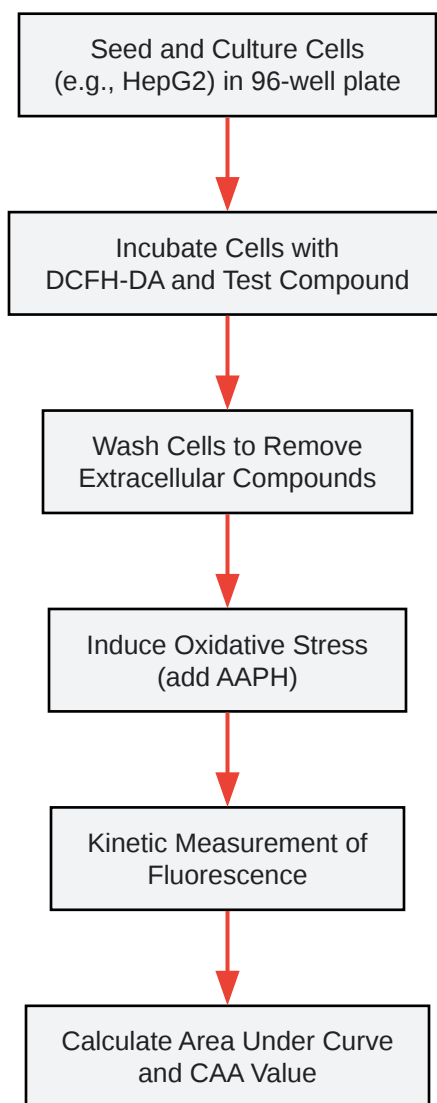 Seed and Culture Cells
(e.g., HepG2) in 96-well plate
Incubate Cells with
DCFH-DA and Test Compound
Wash Cells to Remove
Extracellular Compounds
Induce Oxidative Stress
(add AAPH)
Kinetic Measurement of
Fluorescence
Calculate Area Under Curve
and CAA Value